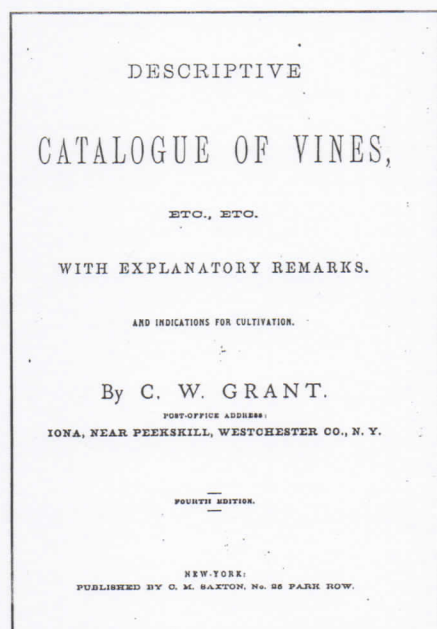 DESCRIPTIVE
CATALOGUE OF VINES,
ETC., ETC.
WITH EXPLANATORY REMARKS.
AND INDICATIONS FOR CULTIVATION.
By C. W. GRANT.
POST-OFFICE ADDRESS:
IONA, NEAR PEEKSKILL, WESTCHESTER CO., N. Y.
FOURTH EDITION.
NEW-YORK:
PUBLISHED BY C. M. SAXTON, No. 25 PARK ROW.